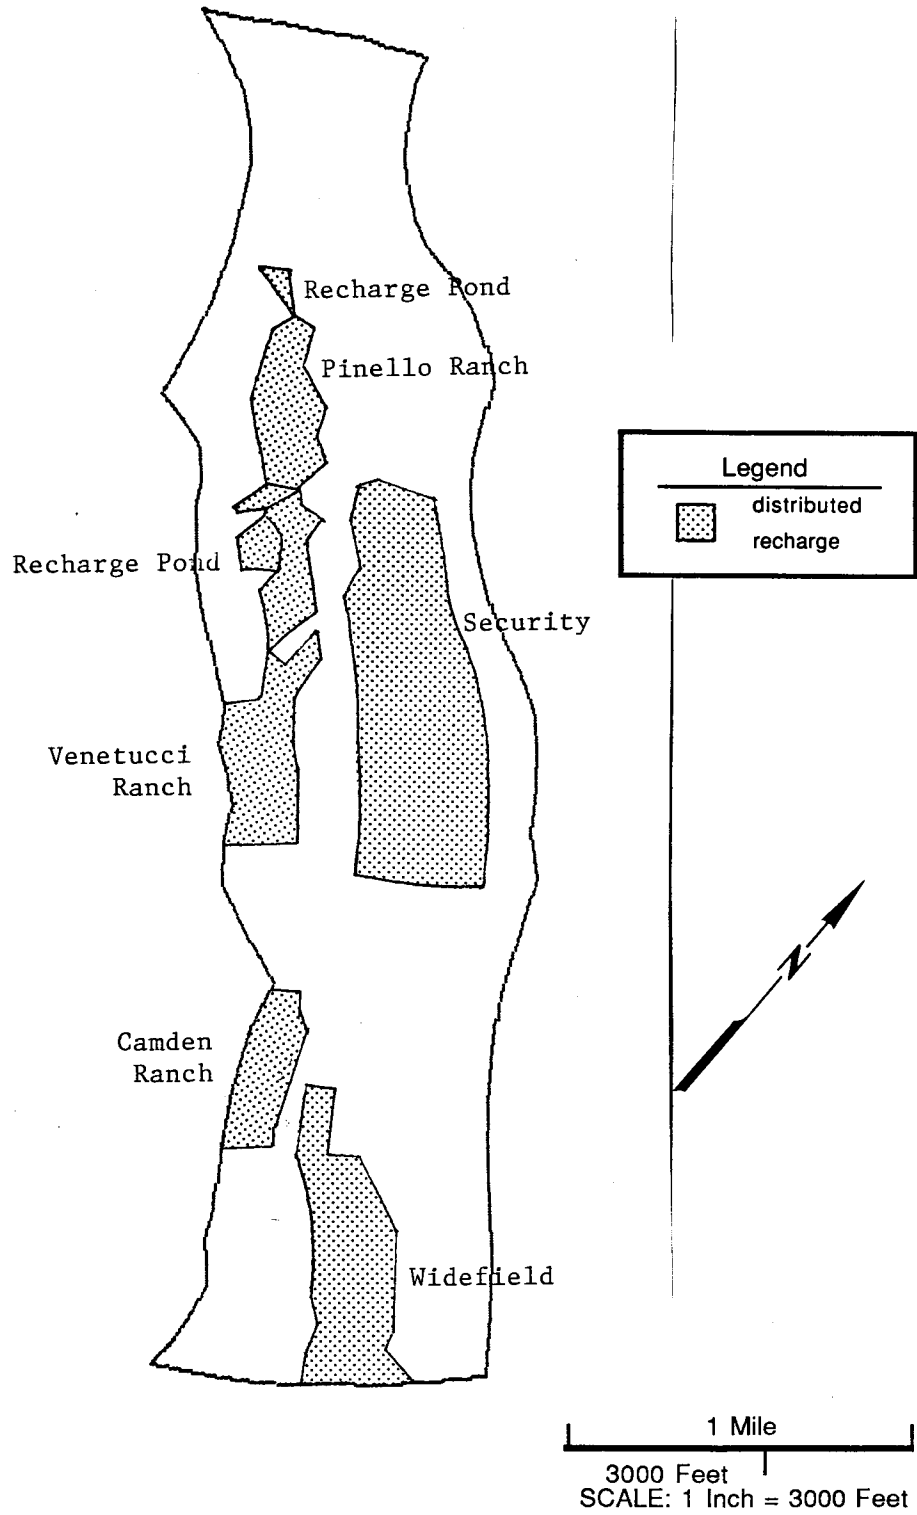 Recharge Pond
Pinello Ranch
Legend
distributed
recharge
Recharge Pond
Security
Venetucci
Ranch
N
Camden
Ranch
Widefield
1 Mile
3000 Feet
SCALE: 1 Inch = 3000 Feet